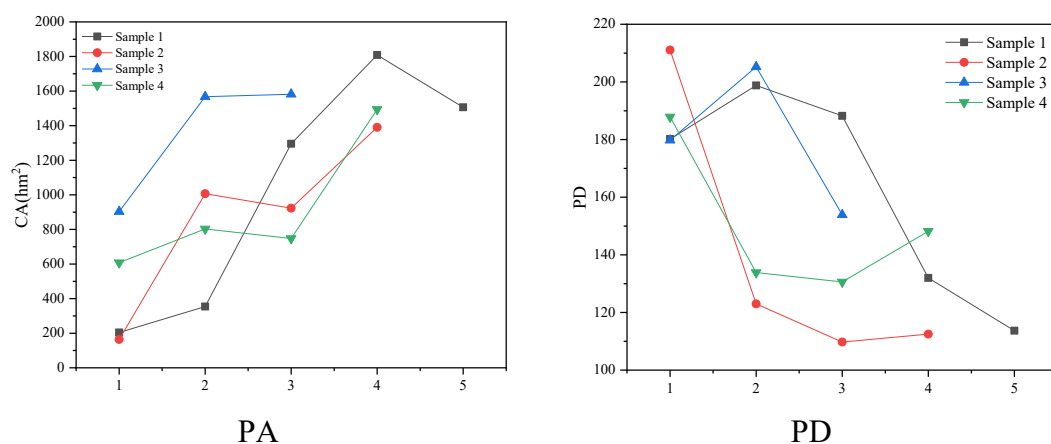 2000
1800
1600
1400
1200
1000
800
600
400
200
0
CA(hm²)
Sample 1
Sample 2
Sample 3
Sample 4
1 2 3 4 5
PA
220
200
180
160
140
120
100
PD
Sample 1
Sample 2
Sample 3
Sample 4
1 2 3 4 5
PD